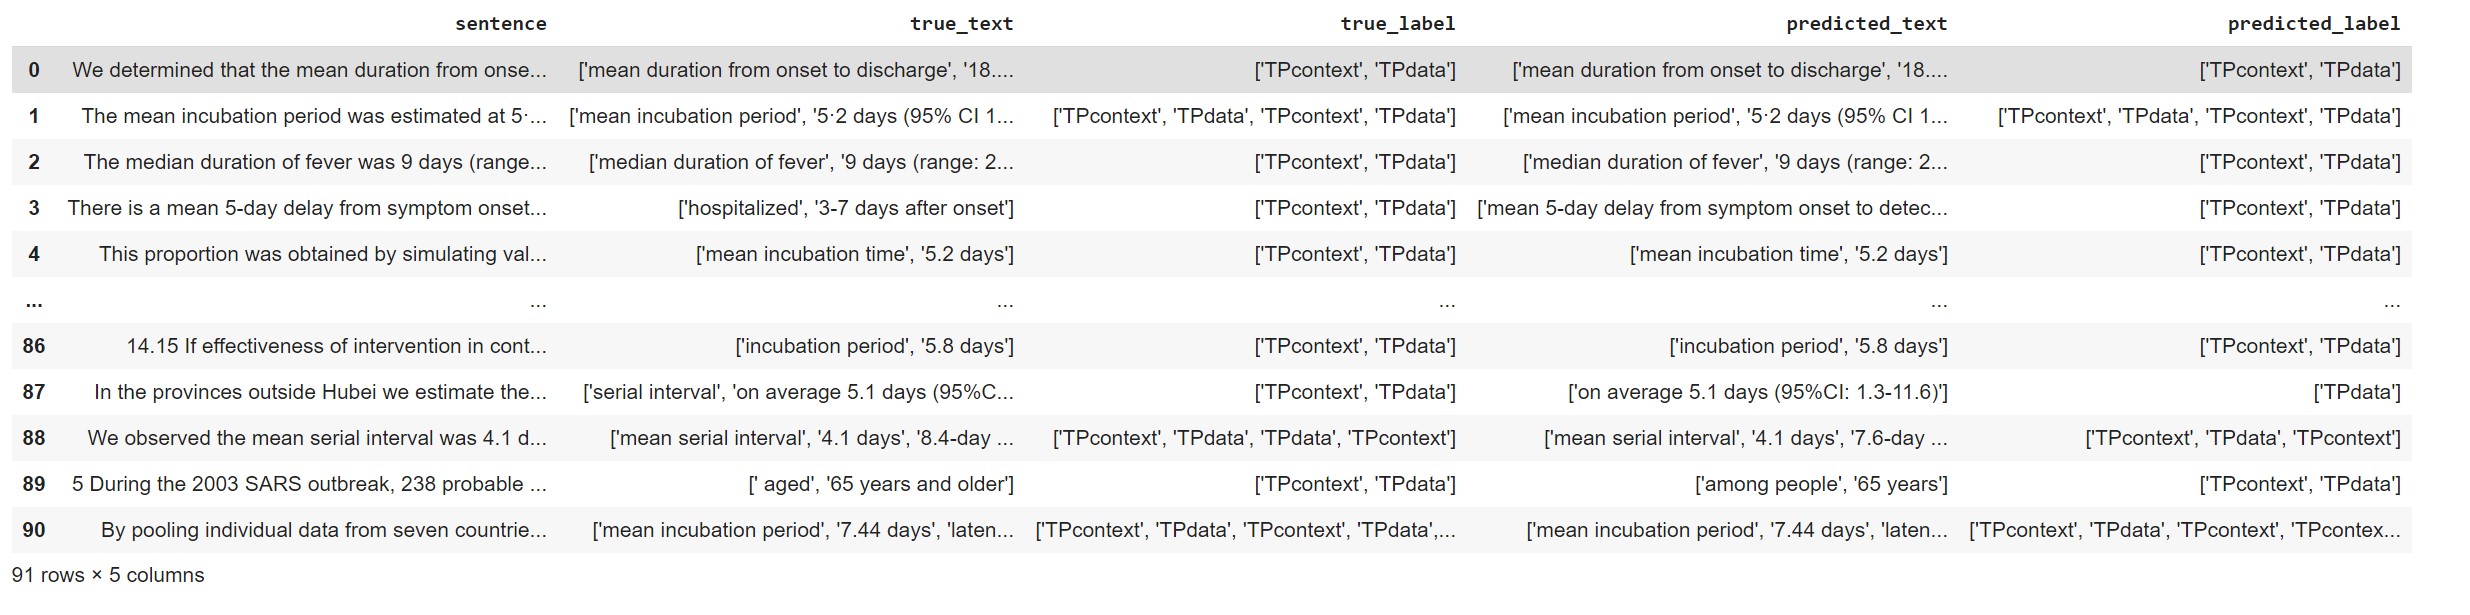 sentence true_text true_label predicted_text predicted_label
0 We determined that the mean duration from onse... ['mean duration from onset to discharge', '18.... ['TPcontext', 'TPdata'] ['mean duration from onset to discharge', '18.... ['TPcontext', 'TPdata']
1 The mean incubation period was estimated at 5·... ['mean incubation period', '5·2 days (95% CI 1... ['TPcontext', 'TPdata', 'TPcontext', 'TPdata'] ['mean incubation period', '5·2 days (95% CI 1... ['TPcontext', 'TPdata', 'TPcontext', 'TPdata']
2 The median duration of fever was 9 days (range... ['median duration of fever', '9 days (range: 2... ['TPcontext', 'TPdata'] ['median duration of fever', '9 days (range: 2... ['TPcontext', 'TPdata']
3 There is a mean 5-day delay from symptom onset... ['hospitalized', '3-7 days after onset'] ['TPcontext', 'TPdata'] ['mean 5-day delay from symptom onset to detec... ['TPcontext', 'TPdata']
4 This proportion was obtained by simulating val... ['mean incubation time', '5.2 days'] ['TPcontext', 'TPdata'] ['mean incubation time', '5.2 days'] ['TPcontext', 'TPdata']
... ... ... ... ... ...
86 14.15 If effectiveness of intervention in cont... ['incubation period', '5.8 days'] ['TPcontext', 'TPdata'] ['incubation period', '5.8 days'] ['TPcontext', 'TPdata']
87 In the provinces outside Hubei we estimate the... ['serial interval', 'on average 5.1 days (95%C... ['TPcontext', 'TPdata'] ['on average 5.1 days (95%CI: 1.3-11.6)'] ['TPdata']
88 We observed the mean serial interval was 4.1 d... ['mean serial interval', '4.1 days', '8.4-day ... ['TPcontext', 'TPdata', 'TPdata', 'TPcontext'] ['mean serial interval', '4.1 days', '7.6-day ... ['TPcontext', 'TPdata', 'TPcontext']
89 5 During the 2003 SARS outbreak, 238 probable ... [' aged', '65 years and older'] ['TPcontext', 'TPdata'] ['among people', '65 years'] ['TPcontext', 'TPdata']
90 By pooling individual data from seven countrie... ['mean incubation period', '7.44 days', 'laten... ['TPcontext', 'TPdata', 'TPcontext', 'TPdata',... ['mean incubation period', '7.44 days', 'laten... ['TPcontext', 'TPdata', 'TPcontext', 'TPcontex...
91 rows × 5 columns